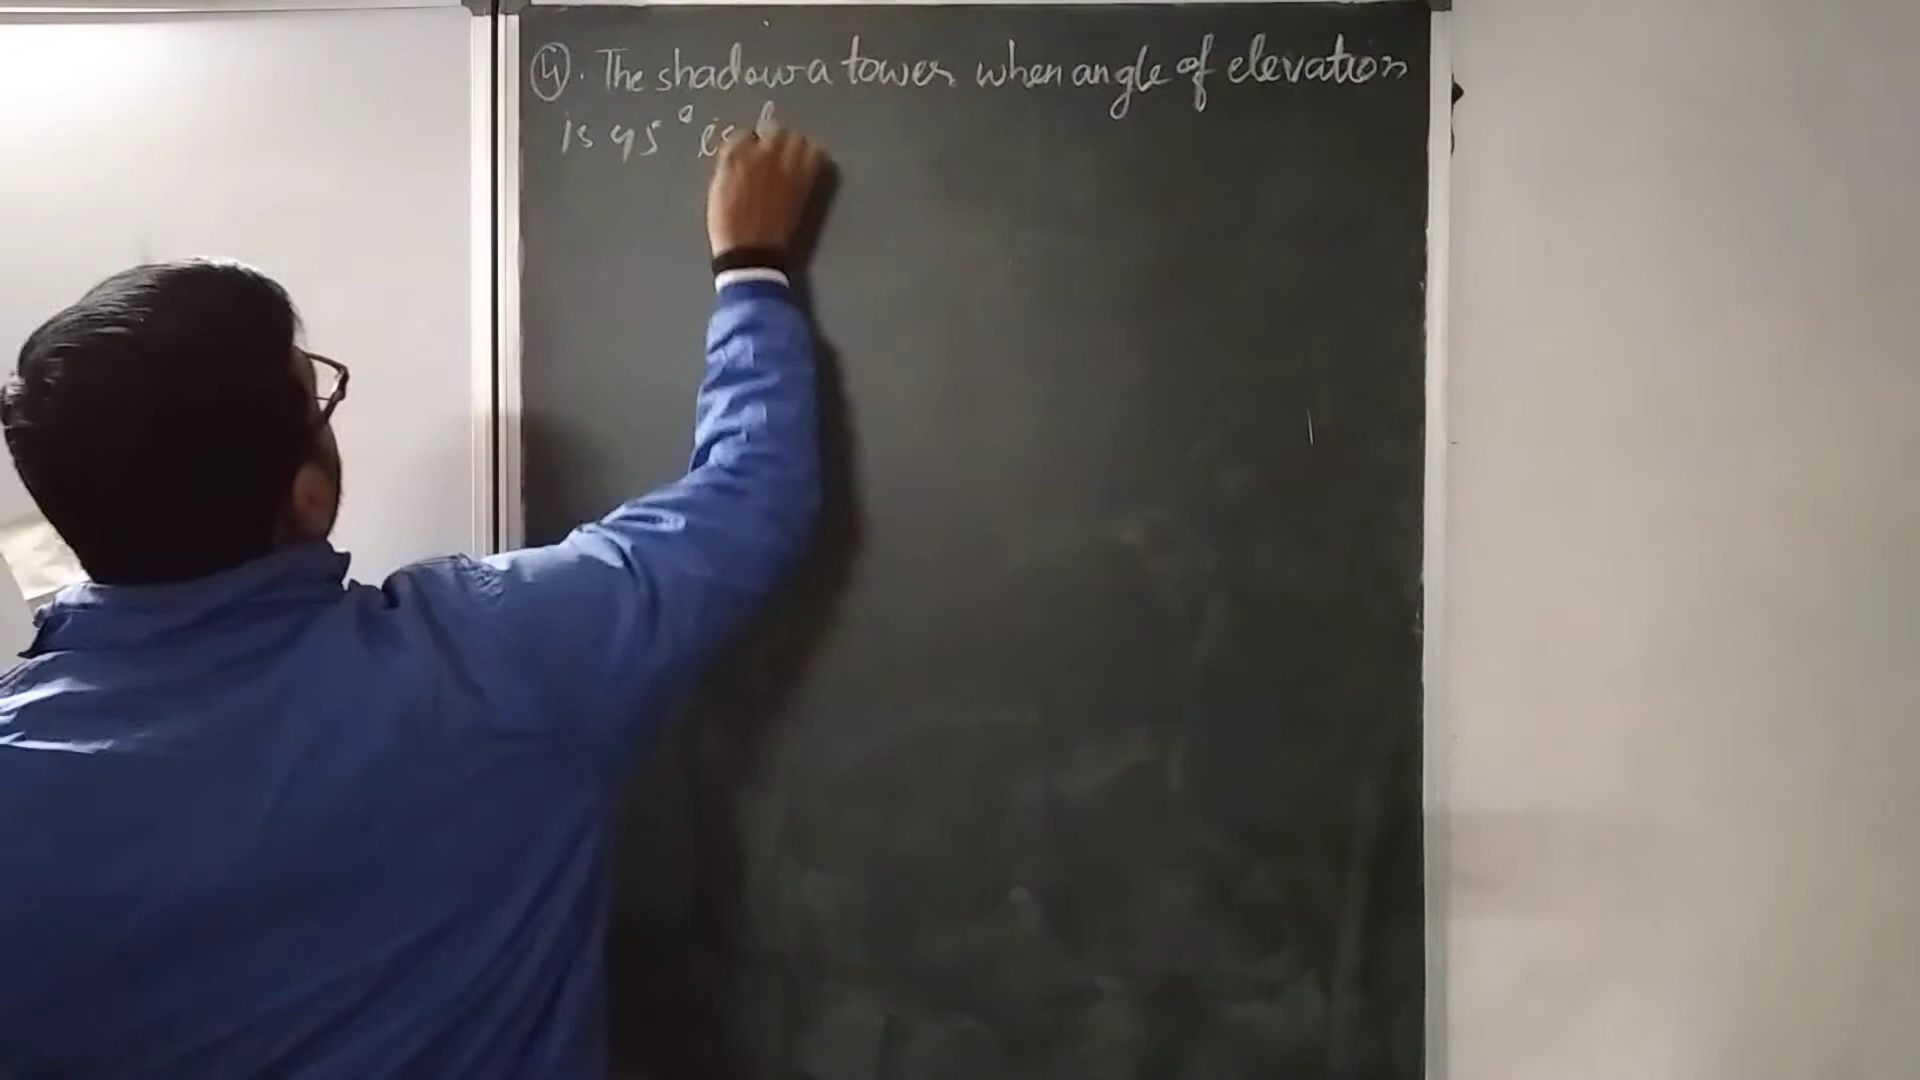 ④. The shadow a tower when angle of elevation
is 45° is